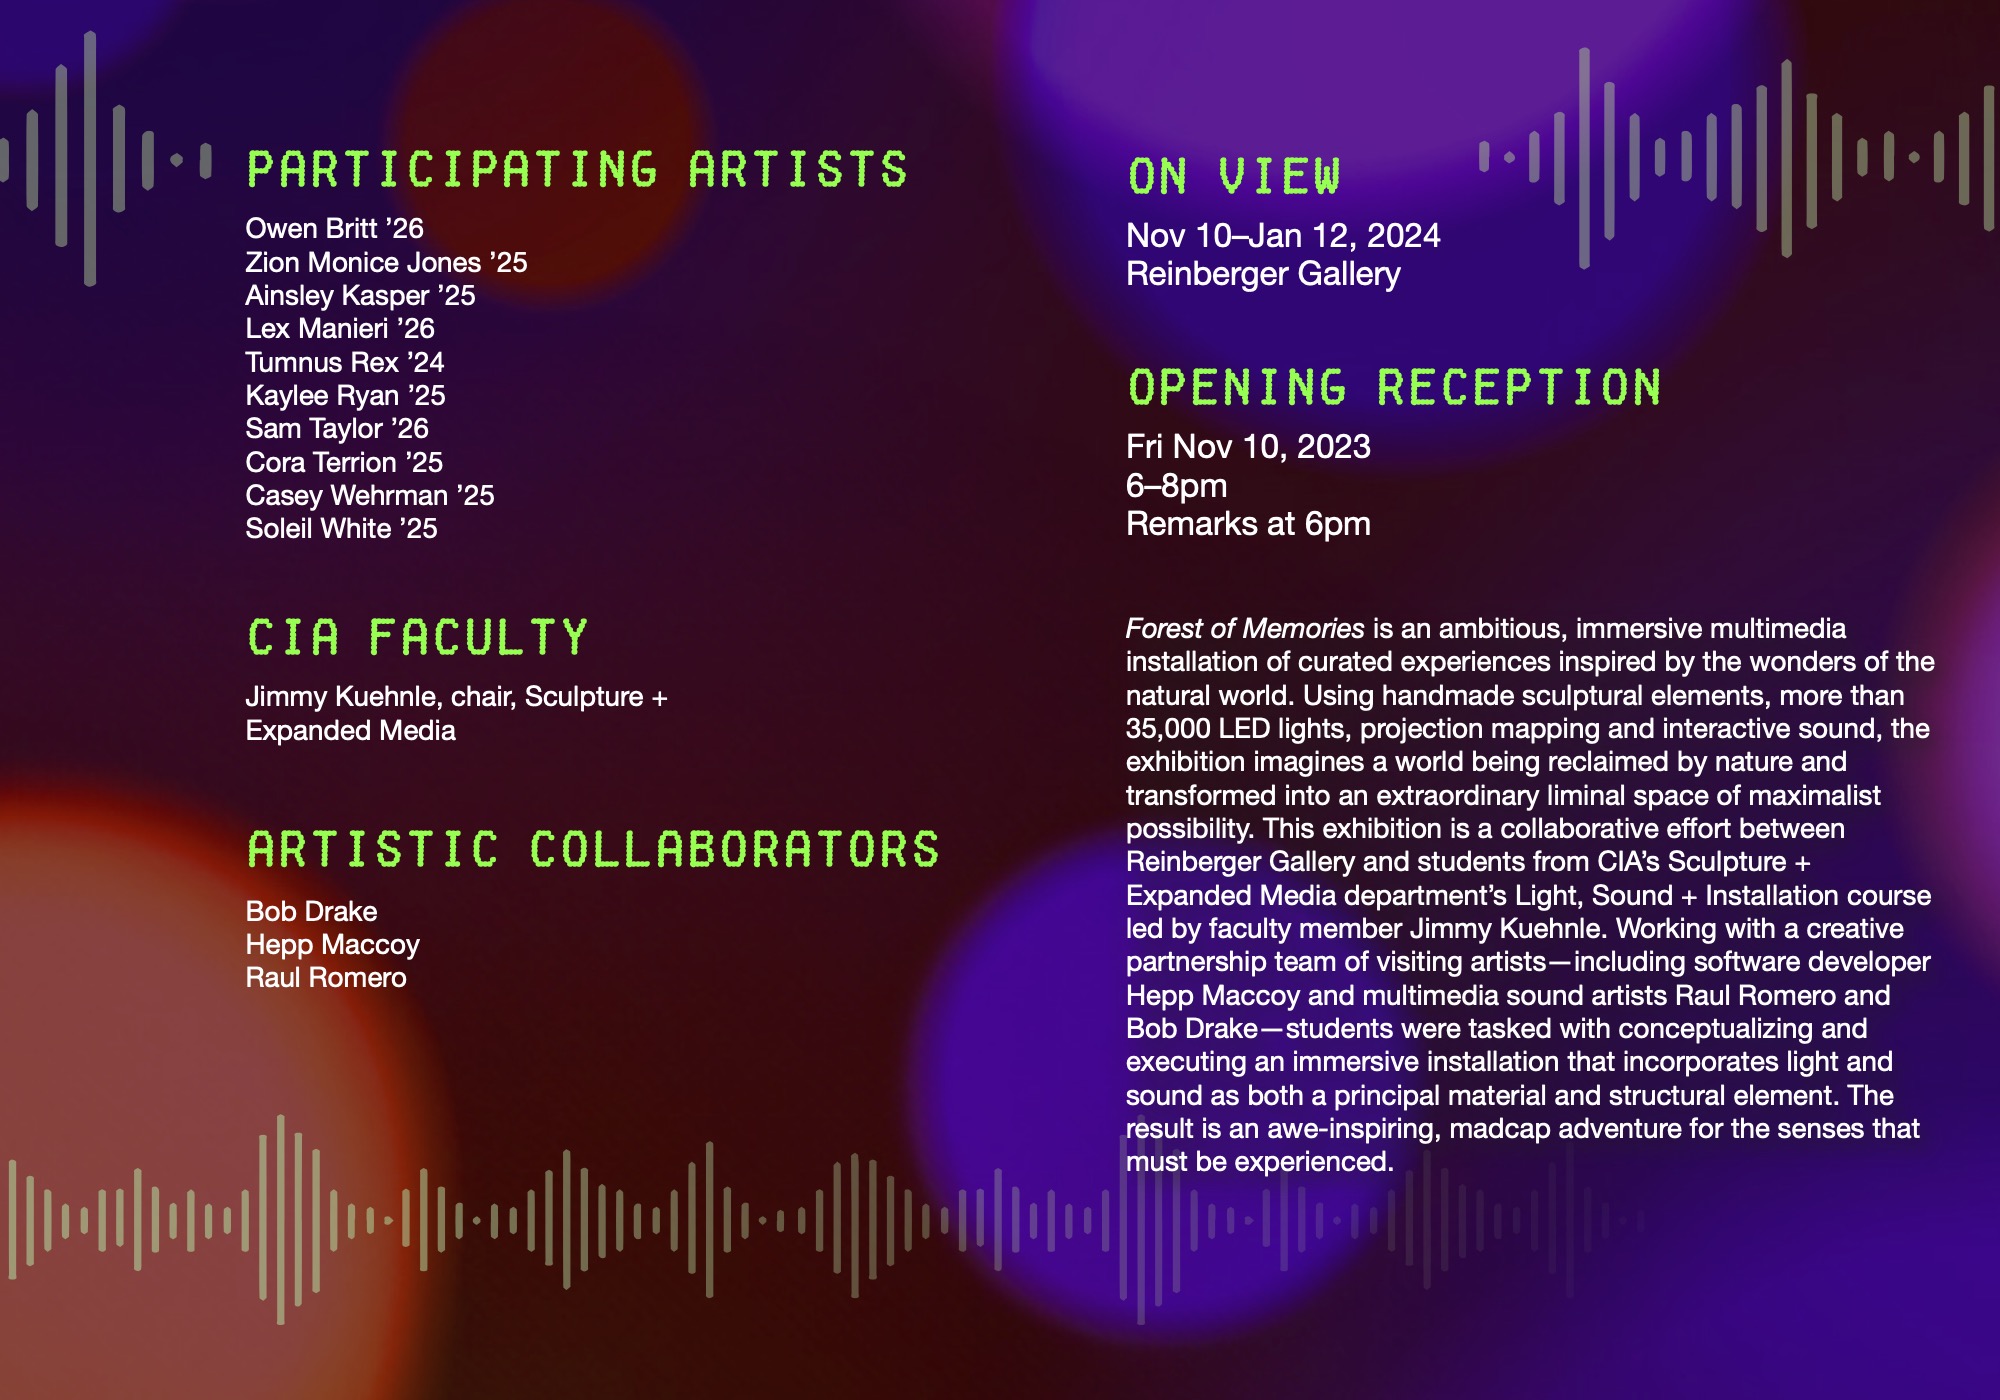 PARTICIPATING ARTISTS
Owen Britt ’26
Zion Monice Jones ’25
Ainsley Kasper ’25
Lex Manieri ’26
Tumnus Rex ’24
Kaylee Ryan ’25
Sam Taylor ’26
Cora Terrion ’25
Casey Wehrman ’25
Soleil White ’25
CIA FACULTY
Jimmy Kuehnle, chair, Sculpture +
Expanded Media
ARTISTIC COLLABORATORS
Bob Drake
Hepp Maccoy
Raul Romero
ON VIEW
Nov 10–Jan 12, 2024
Reinberger Gallery
OPENING RECEPTION
Fri Nov 10, 2023
6–8pm
Remarks at 6pm
Forest of Memories is an ambitious, immersive multimedia
installation of curated experiences inspired by the wonders of the
natural world. Using handmade sculptural elements, more than
35,000 LED lights, projection mapping and interactive sound, the
exhibition imagines a world being reclaimed by nature and
transformed into an extraordinary liminal space of maximalist
possibility. This exhibition is a collaborative effort between
Reinberger Gallery and students from CIA’s Sculpture +
Expanded Media department’s Light, Sound + Installation course
led by faculty member Jimmy Kuehnle. Working with a creative
partnership team of visiting artists—including software developer
Hepp Maccoy and multimedia sound artists Raul Romero and
Bob Drake—students were tasked with conceptualizing and
executing an immersive installation that incorporates light and
sound as both a principal material and structural element. The
result is an awe-inspiring, madcap adventure for the senses that
must be experienced.